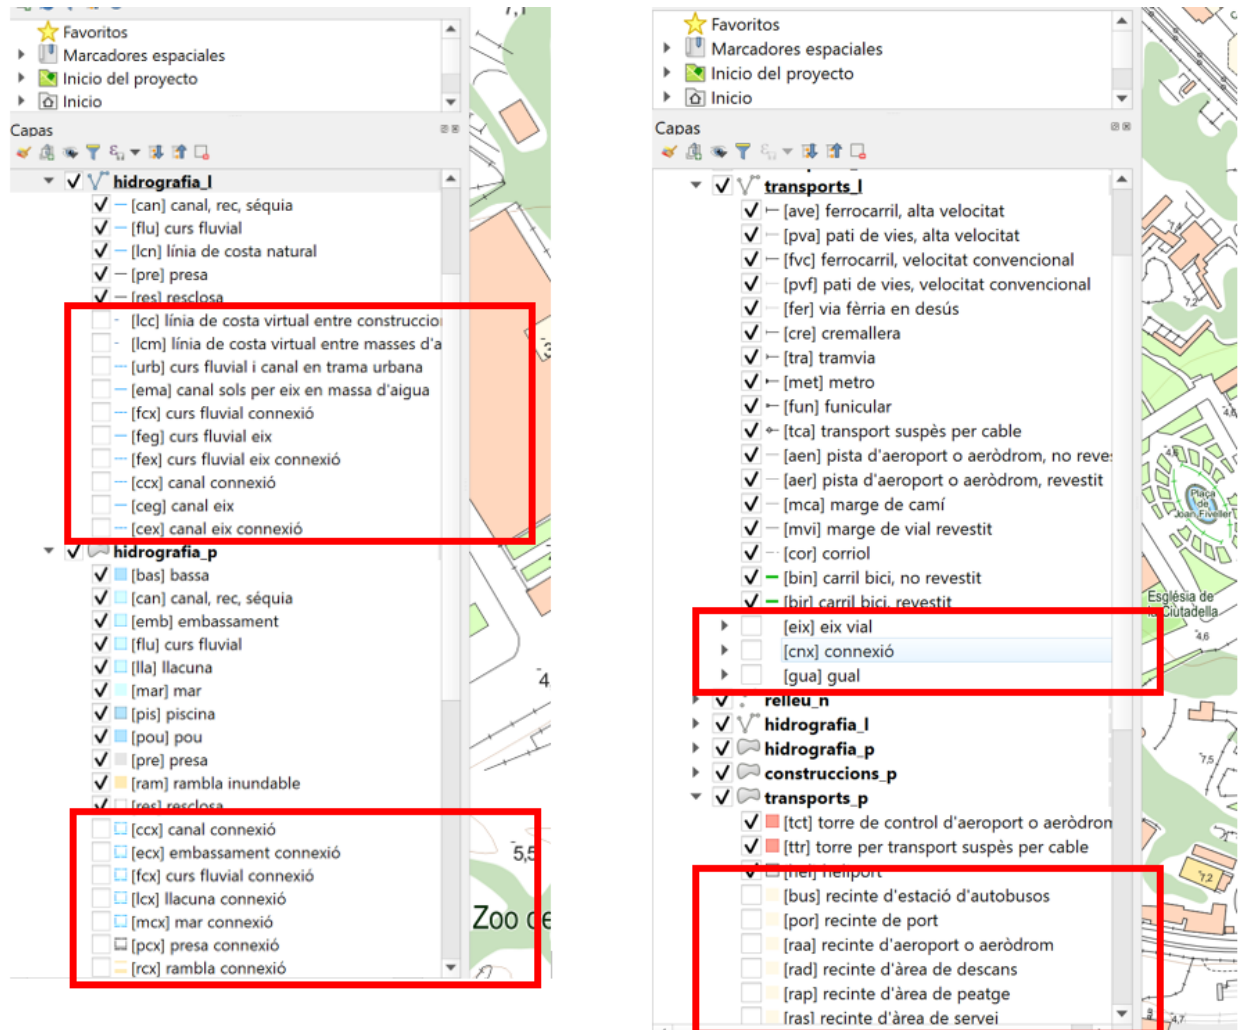 Favoritos
Marcadores espaciales
Inicio del proyecto
Inicio
Capas
hidrografia_l
[can] canal, rec, séquia
[flu] curs fluvial
[lcn] línia de costa natural
[pre] presa
[res] resclosa
[lcc] línia de costa virtual entre construccio
[lcm] línia de costa virtual entre masses d'a
[urb] curs fluvial i canal en trama urbana
[ema] canal sols per eix en massa d'aigua
[fcx] curs fluvial connexió
[feg] curs fluvial eix
[fex] curs fluvial eix connexió
[ccx] canal connexió
[ceg] canal eix
[cex] canal eix connexió
hidrografia_p
[bas] bassa
[can] canal, rec, séquia
[emb] embassament
[flu] curs fluvial
[lla] llacuna
[mar] mar
[pis] piscina
[pou] pou
[pre] presa
[ram] rambla inundable
[res] resclosa
[ccx] canal connexió
[ecx] embassament connexió
[fcx] curs fluvial connexió
[lcx] llacuna connexió
[mcx] mar connexió
[pcx] presa connexió
[rcx] rambla connexió
7,1
3
4
5,5
Zoo de
Favoritos
Marcadores espaciales
Inicio del proyecto
Inicio
Capas
transports_l
[ave] ferrocarril, alta velocitat
[pva] pati de vies, alta velocitat
[fvc] ferrocarril, velocitat convencional
[pvf] pati de vies, velocitat convencional
[fer] via fèrria en desús
[cre] cremallera
[tra] tramvia
[met] metro
[fun] funicular
[tca] transport suspès per cable
[aen] pista d'aeroport o aeròdrom, no reves
[aer] pista d'aeroport o aeròdrom, revestit
[mca] marge de camí
[mvi] marge de vial revestit
[cor] corriol
[bin] carril bici, no revestit
[bir] carril bici, revestit
[eix] eix vial
[cnx] connexió
[gua] gual
relleu_n
hidrografia_l
hidrografia_p
construccions_p
transports_p
[tct] torre de control d'aeroport o aeròdrom
[ttr] torre per transport suspès per cable
[hel] heliport
[bus] recinte d'estació d'autobusos
[por] recinte de port
[raa] recinte d'aeroport o aeròdrom
[rad] recinte d'àrea de descans
[rap] recinte d'àrea de peatge
[ras] recinte d'àrea de servei
7,2
4,6
Plaça
de
Joan Fiveller
Església de
la Ciutadella
4,6
7,5
7,2
4,7